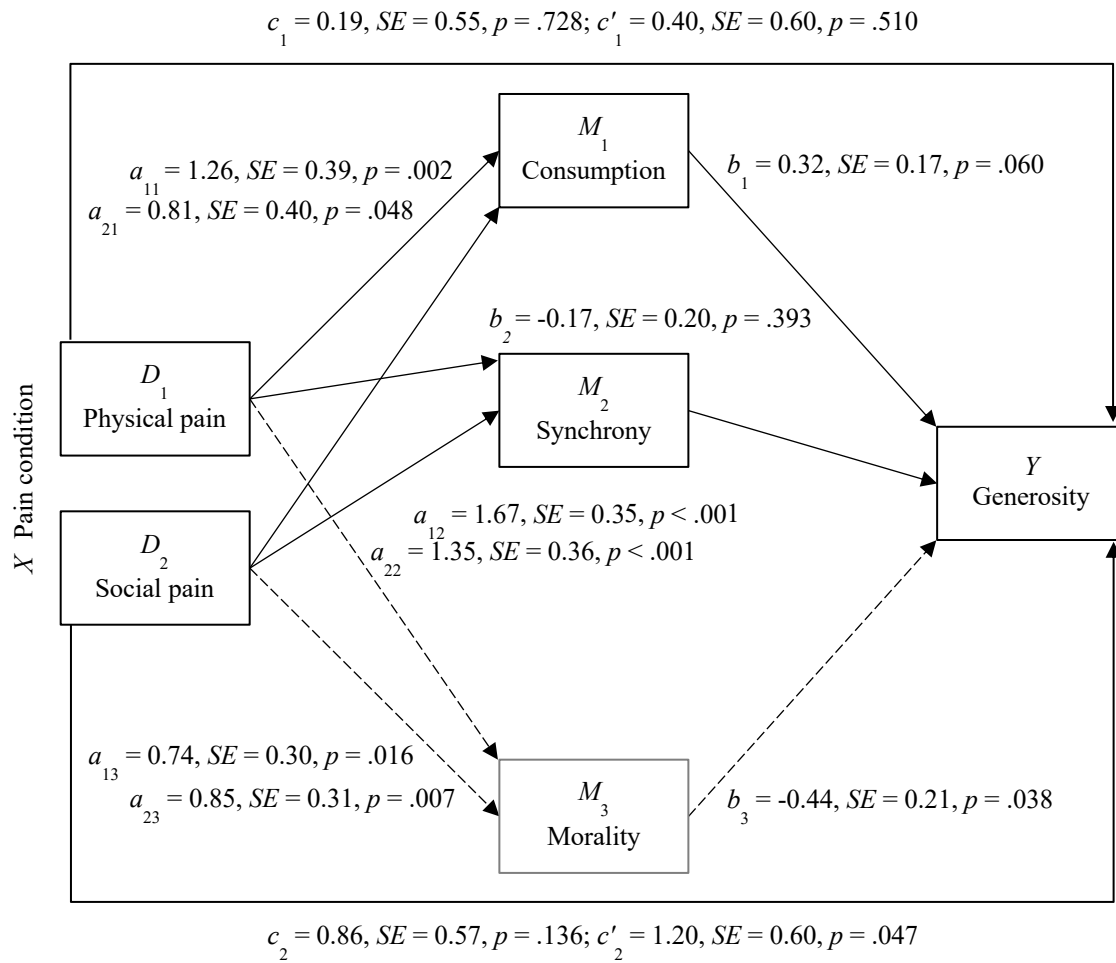 c₁ = 0.19, SE = 0.55, p = .728; c′₁ = 0.40, SE = 0.60, p = .510
M₁
Consumption
a₁₁ = 1.26, SE = 0.39, p = .002
a₂₁ = 0.81, SE = 0.40, p = .048
b₁ = 0.32, SE = 0.17, p = .060
b₂ = -0.17, SE = 0.20, p = .393
X Pain condition
D₁
Physical pain
M₂
Synchrony
Y
Generosity
D₂
Social pain
a₁₂ = 1.67, SE = 0.35, p < .001
a₂₂ = 1.35, SE = 0.36, p < .001
a₁₃ = 0.74, SE = 0.30, p = .016
a₂₃ = 0.85, SE = 0.31, p = .007
M₃
Morality
b₃ = -0.44, SE = 0.21, p = .038
c₂ = 0.86, SE = 0.57, p = .136; c′₂ = 1.20, SE = 0.60, p = .047